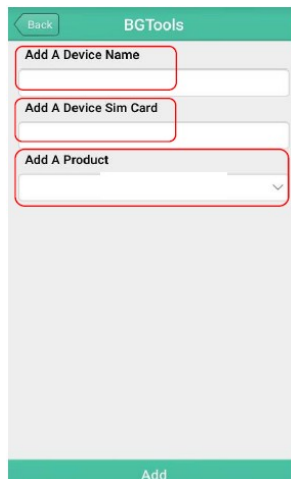 Back
BGTools
Add A Device Name
Add A Device Sim Card
Add A Product
Add